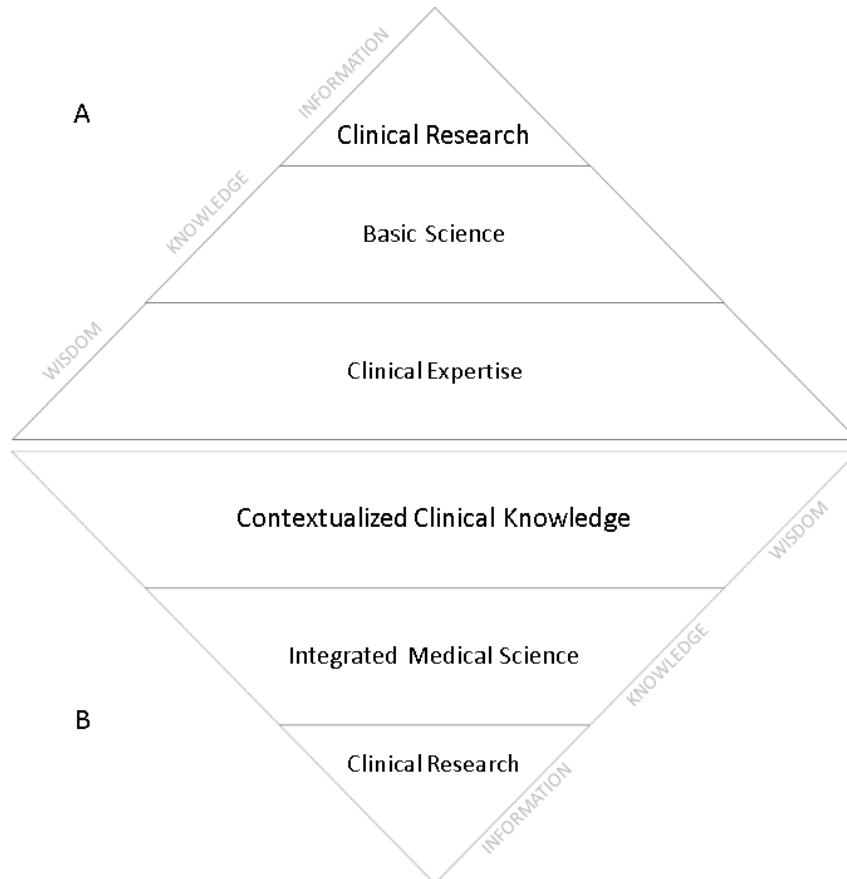 INFORMATION
A
Clinical Research
KNOWLEDGE
Basic Science
WISDOM
Clinical Expertise
Contextualized Clinical Knowledge
WISDOM
Integrated Medical Science
KNOWLEDGE
B
Clinical Research
INFORMATION